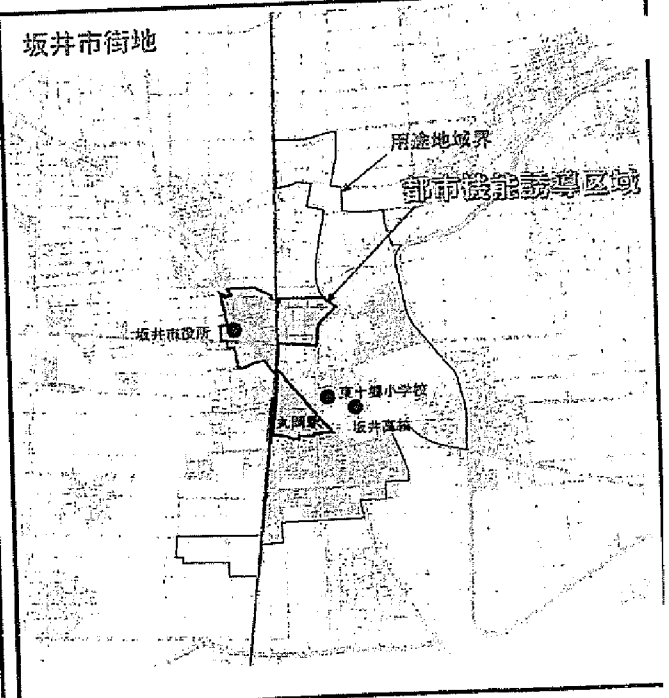 坂井市街地
用途地域界
都市機能誘導区域
坂井市役所
東十郷小学校
坂井高校
丸岡駅